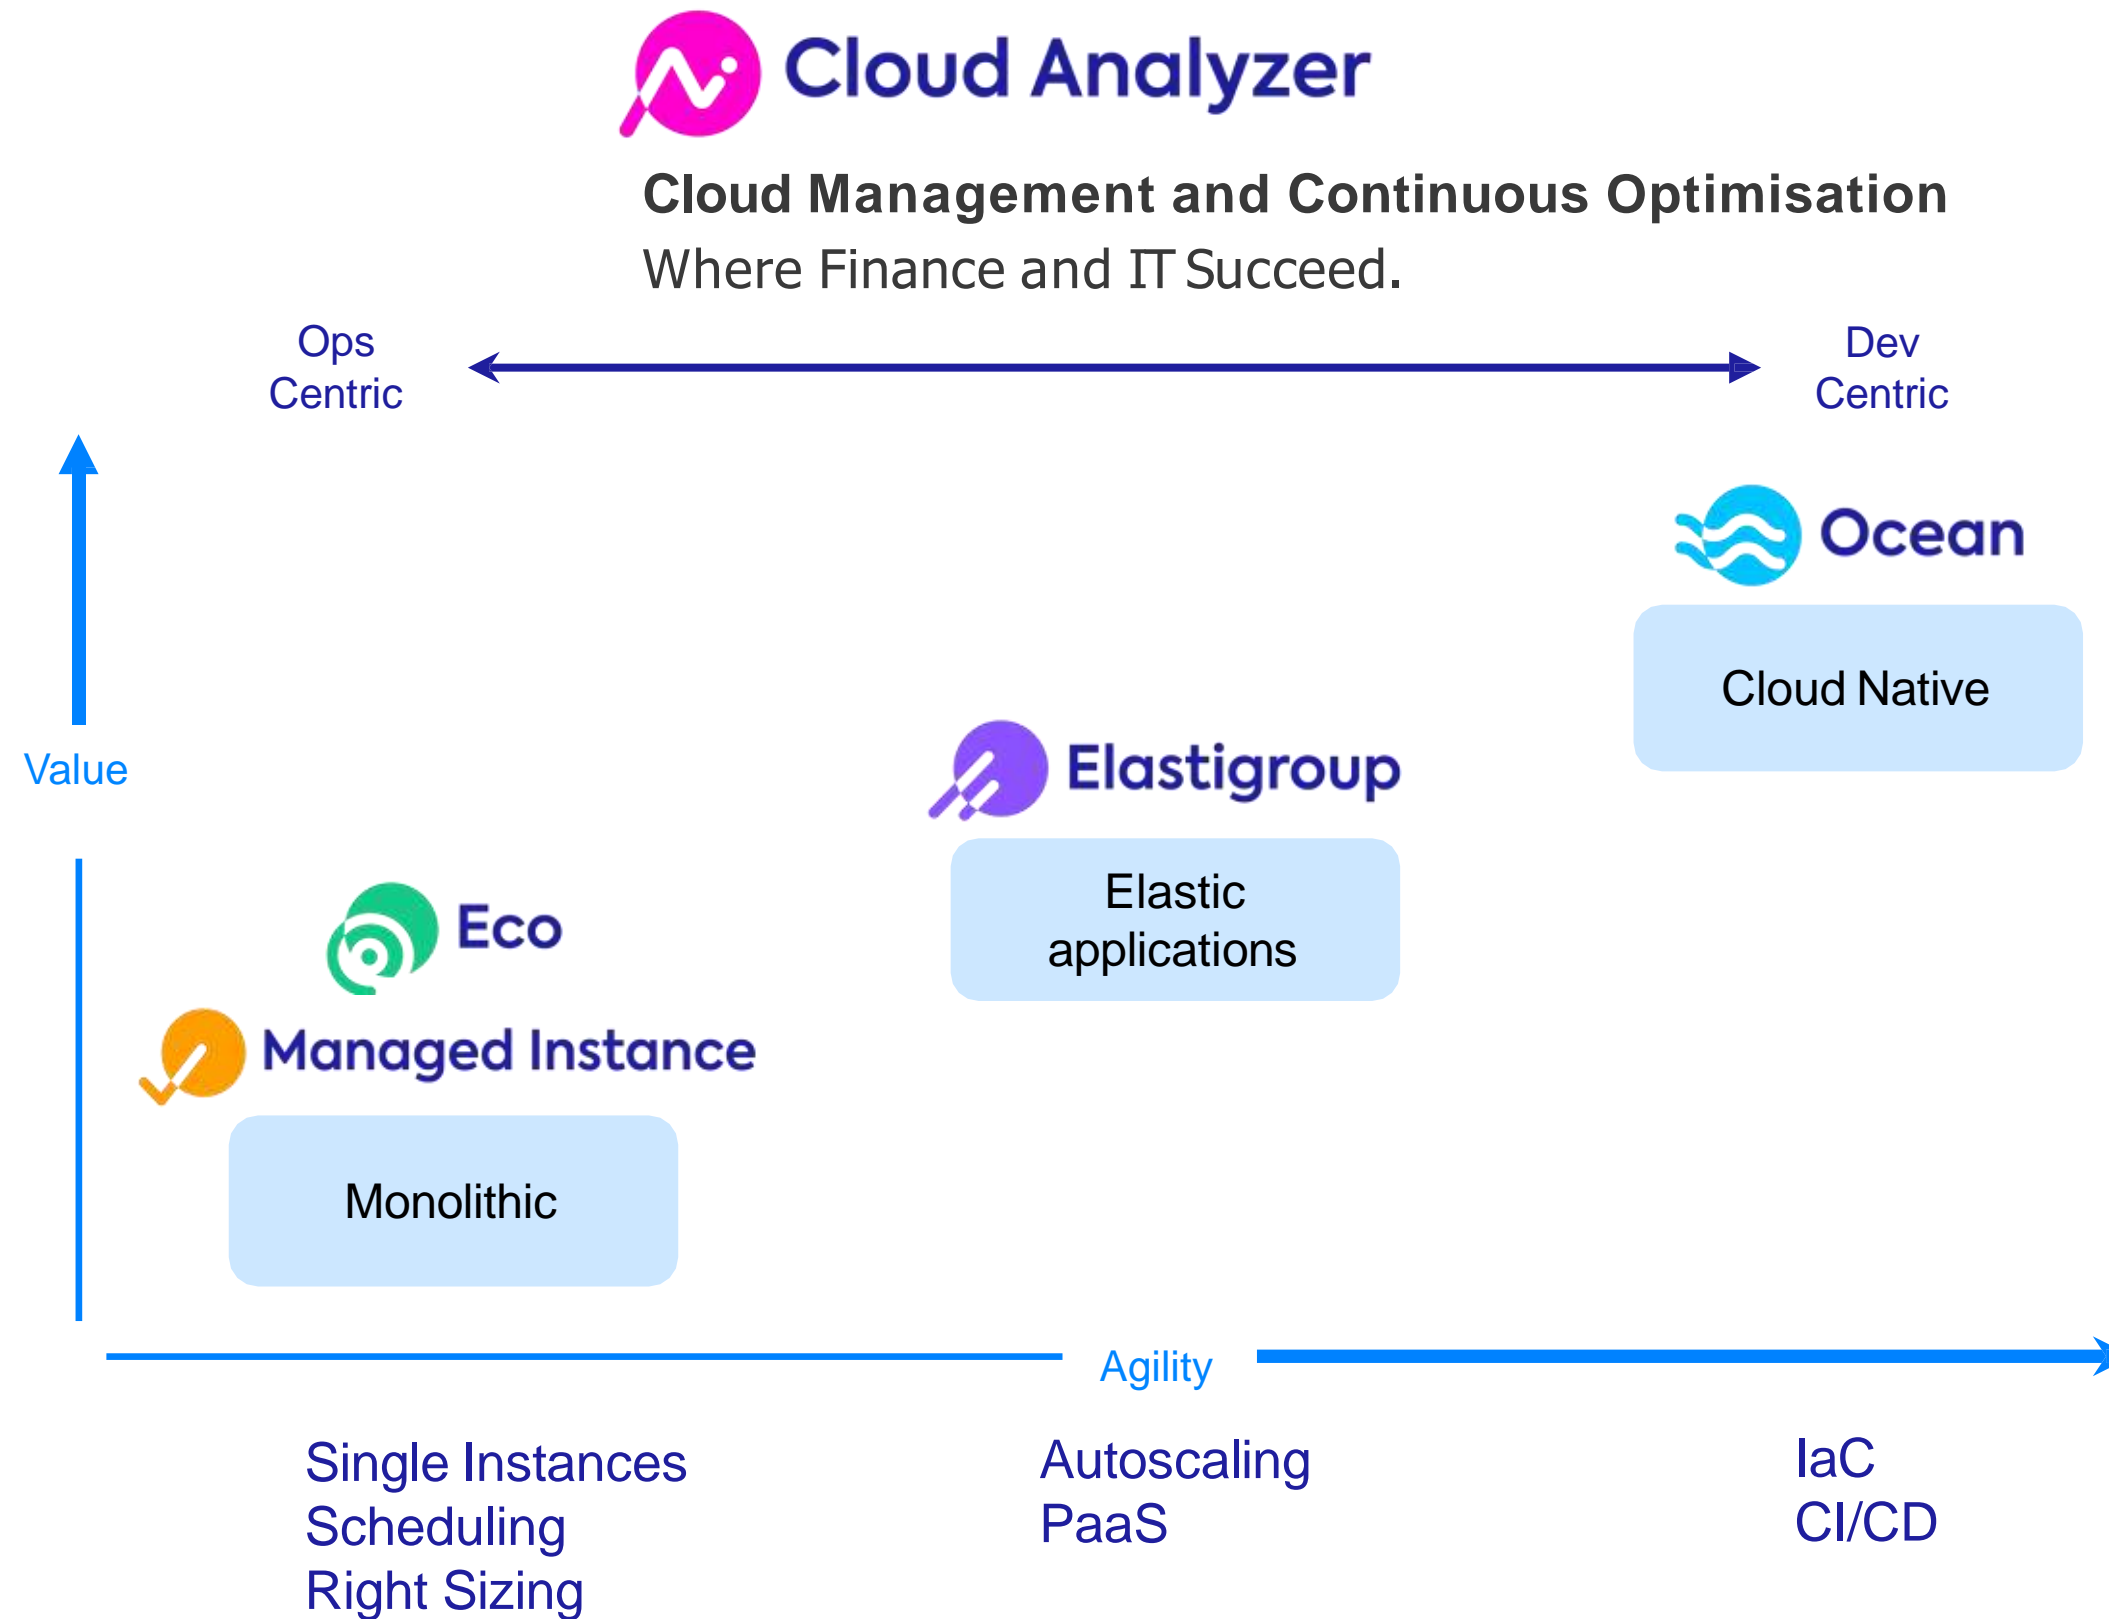 Cloud Analyzer
Cloud Management and Continuous Optimisation
Where Finance and IT Succeed.
Ops
Centric
Dev
Centric
Ocean
Cloud Native
Value
Elastigroup
Elastic
applications
Eco
Managed Instance
Monolithic
Agility
Single Instances
Scheduling
Right Sizing
Autoscaling
PaaS
IaC
CI/CD